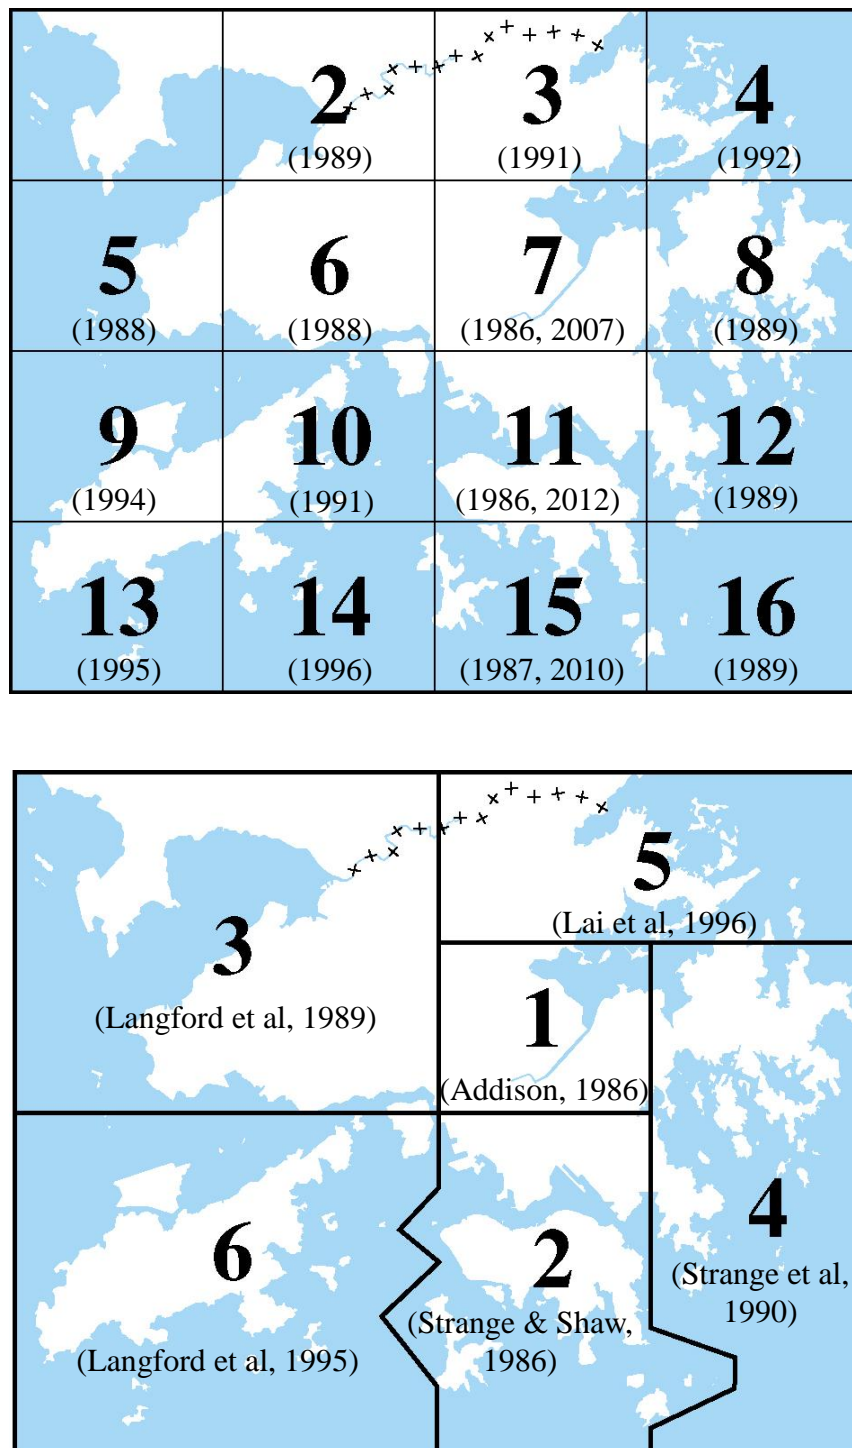 2 3 4
(1989) (1991) (1992)
5 6 7 8
(1988) (1988) (1986, 2007) (1989)
9 10 11 12
(1994) (1991) (1986, 2012) (1989)
13 14 15 16
(1995) (1996) (1987, 2010) (1989)
5
(Lai et al, 1996)
3
(Langford et al, 1989)
1
(Addison, 1986)
4
(Strange et al,
1990)
6
(Langford et al, 1995)
2
(Strange & Shaw,
1986)